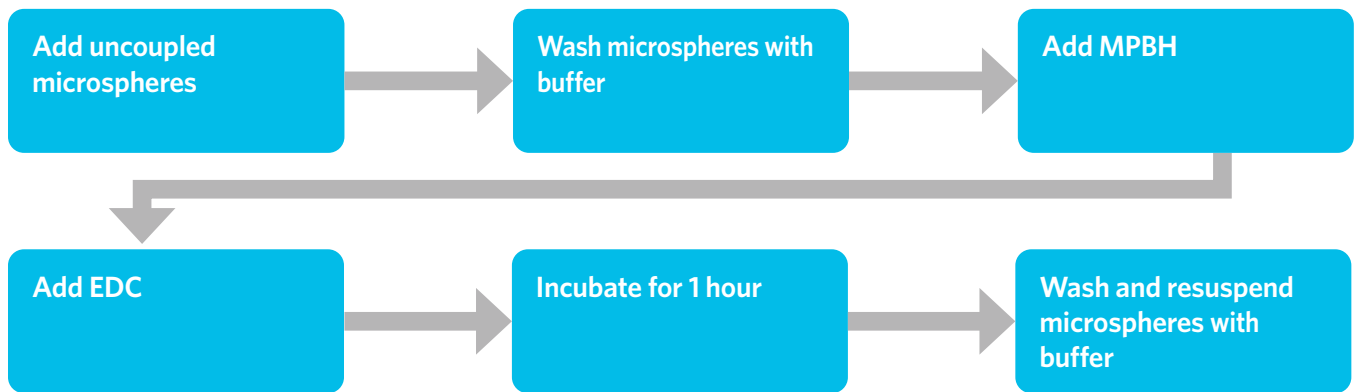 Add uncoupled
microspheres
Wash microspheres with
buffer
Add MPBH
Add EDC
Incubate for 1 hour
Wash and resuspend
microspheres with
buffer